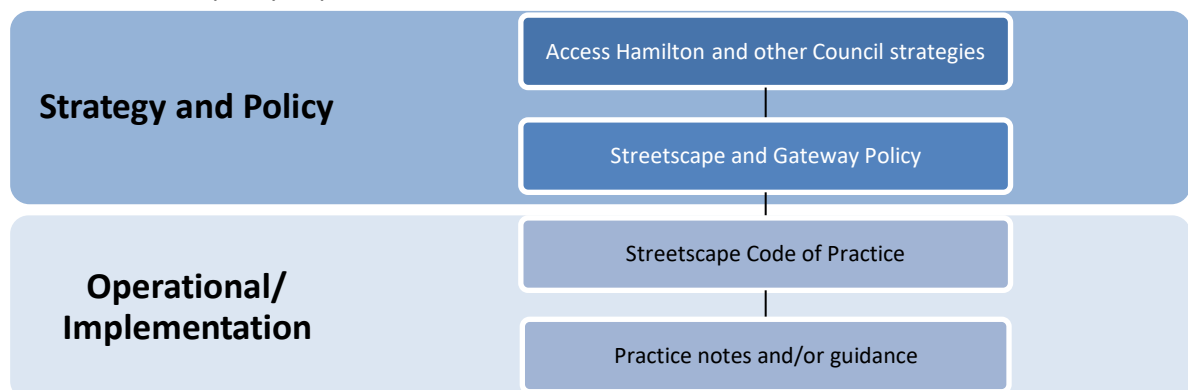 Access Hamilton and other Council strategies
Strategy and Policy
Streetscape and Gateway Policy
Streetscape Code of Practice
Operational/
Implementation
Practice notes and/or guidance